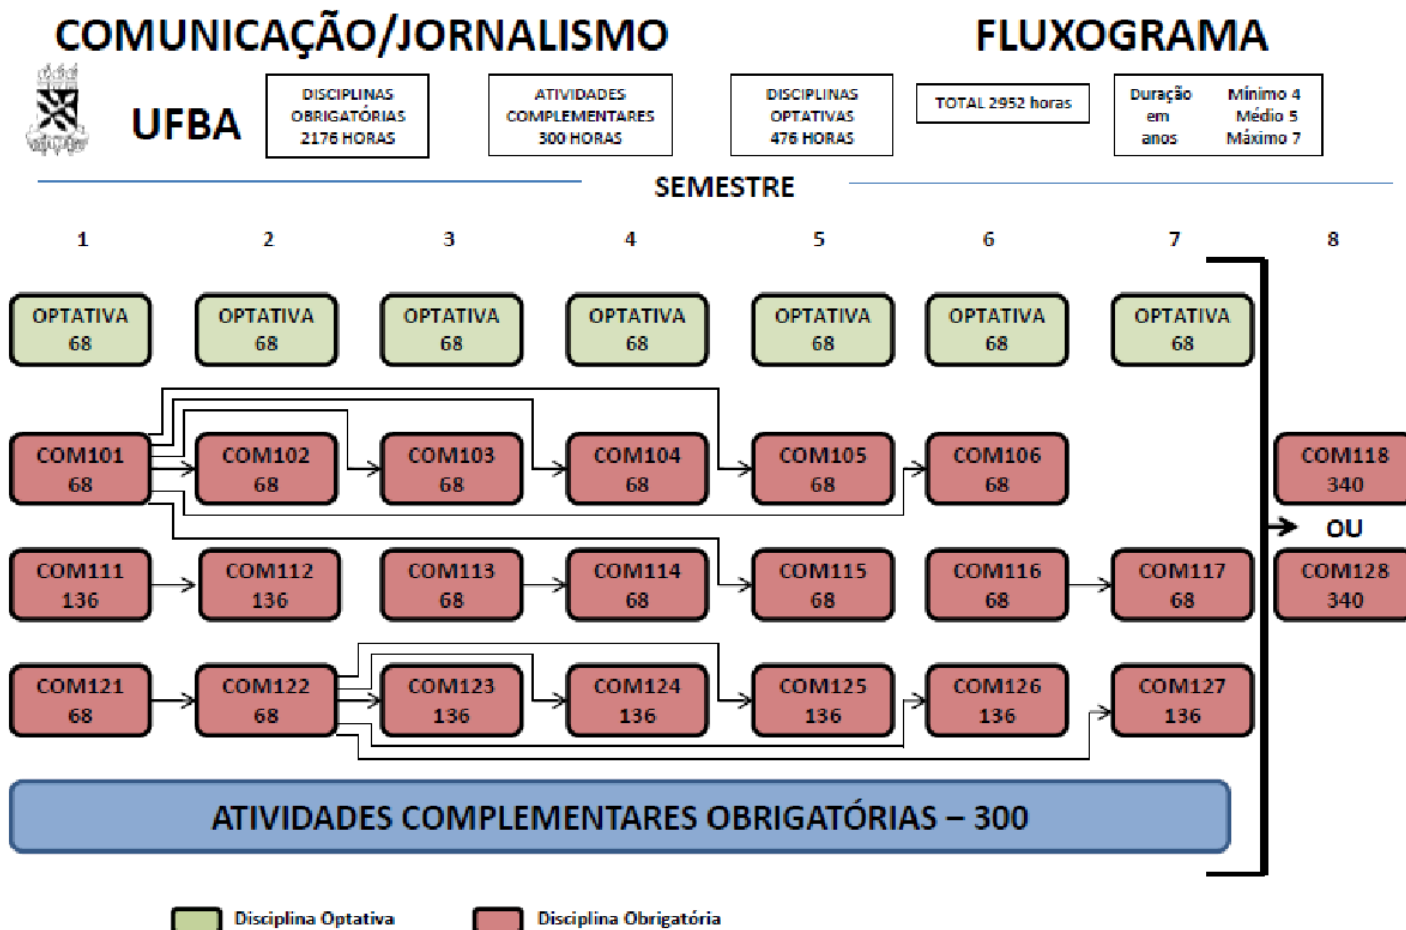 COMUNICAÇÃO/JORNALISMO
FLUXOGRAMA
UFBA
DISCIPLINAS
OBRIGATÓRIAS
2176 HORAS
ATIVIDADES
COMPLEMENTARES
300 HORAS
DISCIPLINAS
OPTATIVAS
476 HORAS
TOTAL 2952 horas
Duração
em
anos
Mínimo 4
Médio 5
Máximo 7
SEMESTRE
1 2 3 4 5 6 7 8
OPTATIVA OPTATIVA OPTATIVA OPTATIVA OPTATIVA OPTATIVA OPTATIVA
68 68 68 68 68 68 68
COM101 COM102 COM103 COM104 COM105 COM106 COM118
68 68 68 68 68 68 340
OU
COM111 COM112 COM113 COM114 COM115 COM116 COM117 COM128
136 136 68 68 68 68 68 340
COM121 COM122 COM123 COM124 COM125 COM126 COM127
68 68 136 136 136 136 136
ATIVIDADES COMPLEMENTARES OBRIGATÓRIAS – 300
Disciplina Optativa
Disciplina Obrigatória